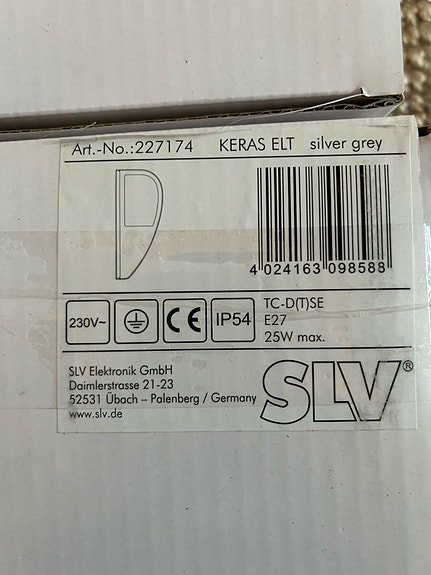 Art.-No.:227174 KERAS ELT silver grey
4 024163 098588
230V~ CE IP54
TC-D(T)SE
E27
25W max.
SLV Elektronik GmbH
Daimlerstrasse 21-23
52531 Übach – Palenberg / Germany
www.slv.de
SLV®